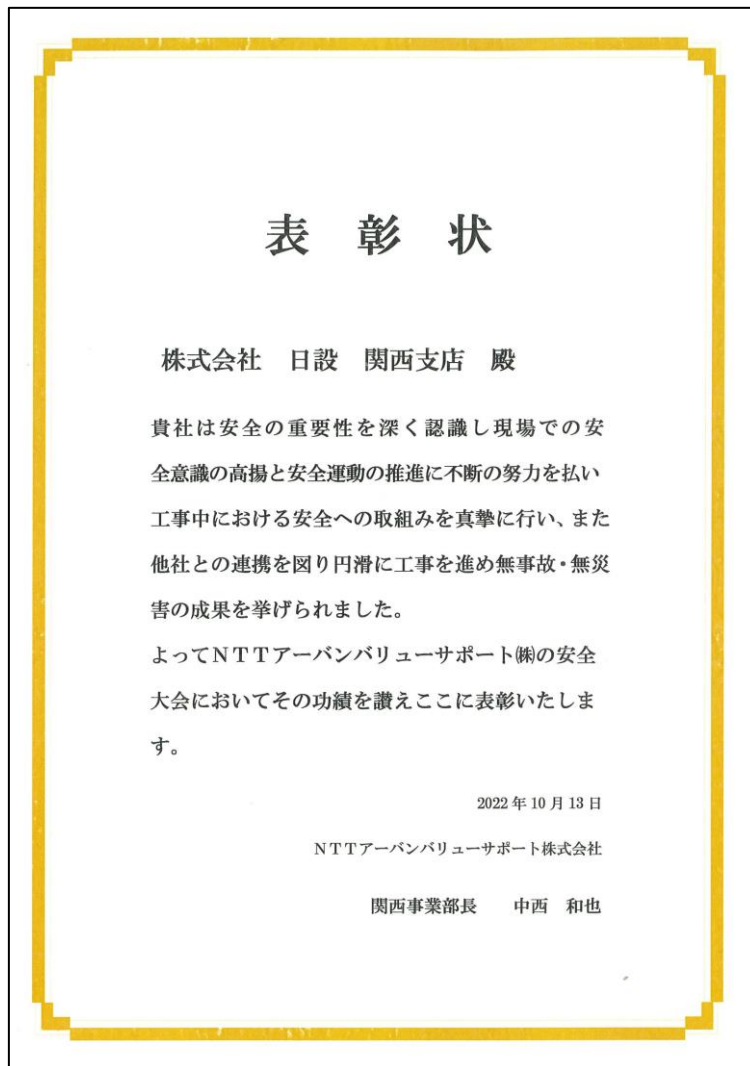 表彰状
株式会社　日設　関西支店　殿
貴社は安全の重要性を深く認識し現場での安
全意識の高揚と安全運動の推進に不断の努力を払い
工事中における安全への取組みを真摯に行い、また
他社との連携を図り円滑に工事を進め無事故・無災
害の成果を挙げられました。
よってＮＴＴアーバンバリューサポート㈱の安全
大会においてその功績を讃えここに表彰いたしま
す。
2022年10月13日
ＮＴＴアーバンバリューサポート株式会社
関西事業部長　中西　和也